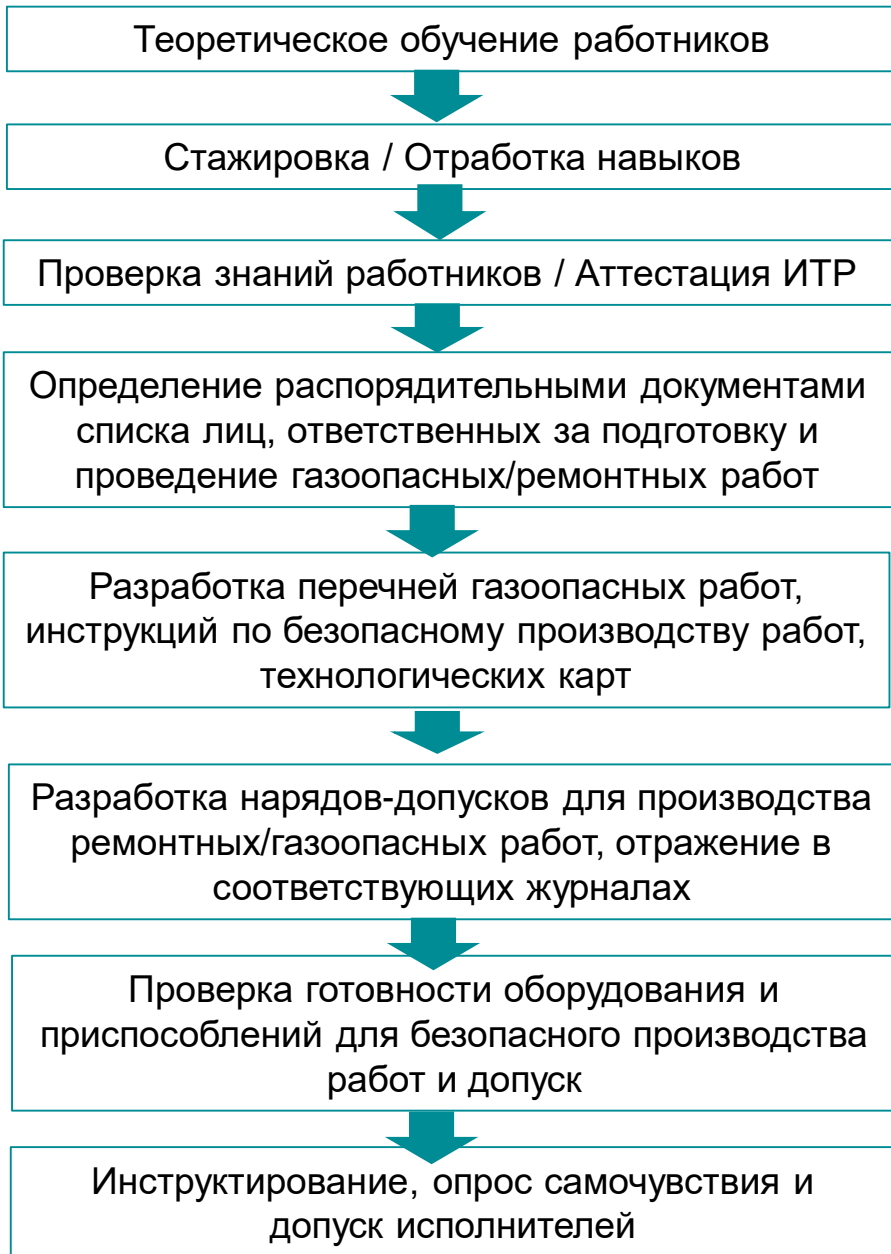 Теоретическое обучение работников
Стажировка / Отработка навыков
Проверка знаний работников / Аттестация ИТР
Определение распорядительными документами
списка лиц, ответственных за подготовку и
проведение газоопасных/ремонтных работ
Разработка перечней газоопасных работ,
инструкций по безопасному производству работ,
технологических карт
Разработка нарядов-допусков для производства
ремонтных/газоопасных работ, отражение в
соответствующих журналах
Проверка готовности оборудования и
приспособлений для безопасного производства
работ и допуск
Инструктирование, опрос самочувствия и
допуск исполнителей